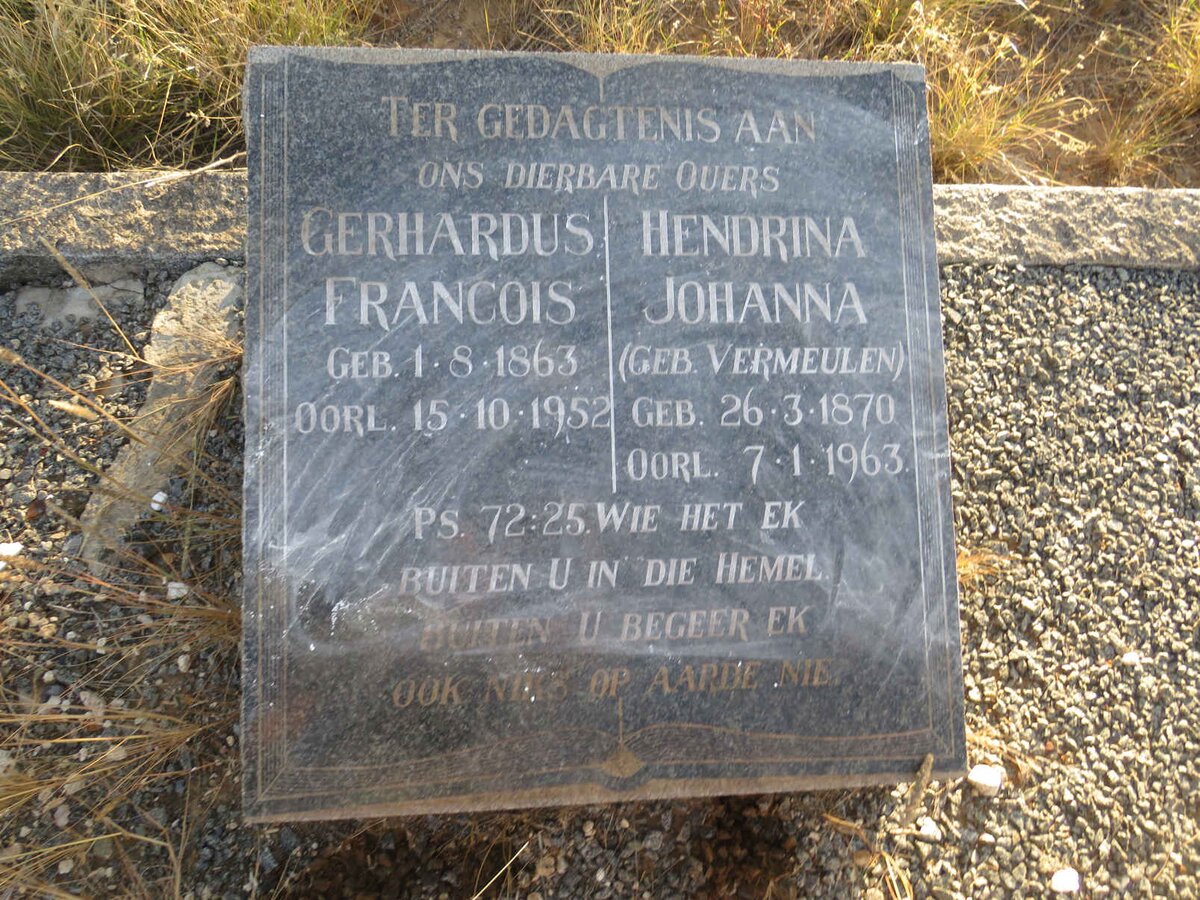 TER GEDAGTENIS AAN
ONS DIERBARE OUERS
GERHARDUS
FRANCOIS
GEB. 1·8·1863
OORL. 15·10·1952
HENDRINA
JOHANNA
(GEB. VERMEULEN)
GEB. 26·3·1870
OORL. 7·1·1963.
PS. 72:25. WIE HET EK
BUITEN U IN DIE HEMEL.
BUITEN U BEGEER EK
OOK NIKS OP AARDE NIE.